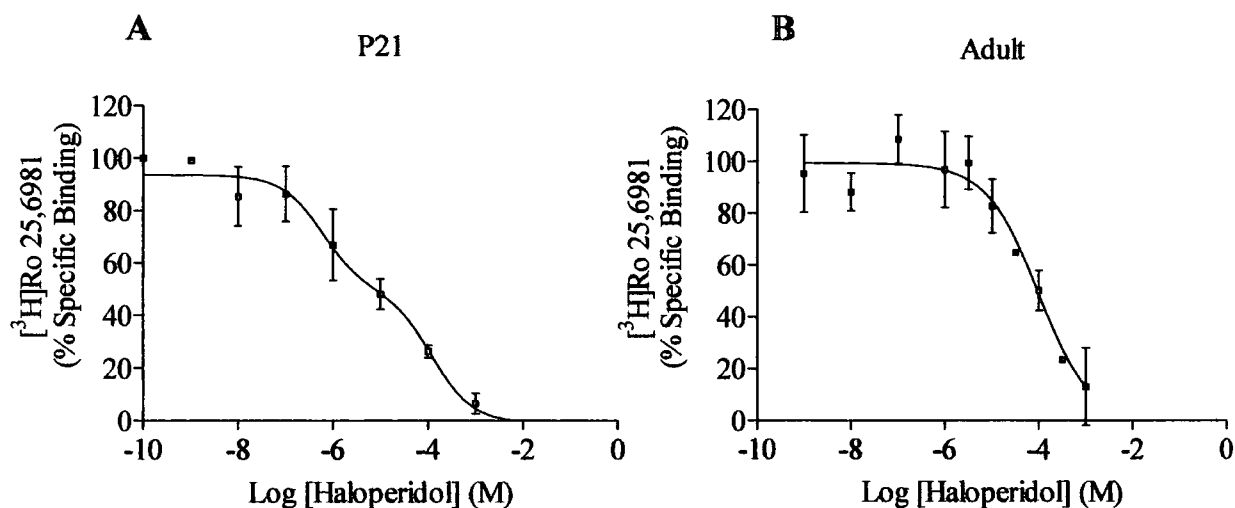 A
P21
[³H]Ro 25,6981
(% Specific Binding)
120
100
80
60
40
20
0
-10
-8
-6
-4
-2
0
Log [Haloperidol] (M)
B
Adult
[³H]Ro 25,6981
(% Specific Binding)
120
100
80
60
40
20
0
-10
-8
-6
-4
-2
0
Log [Haloperidol] (M)